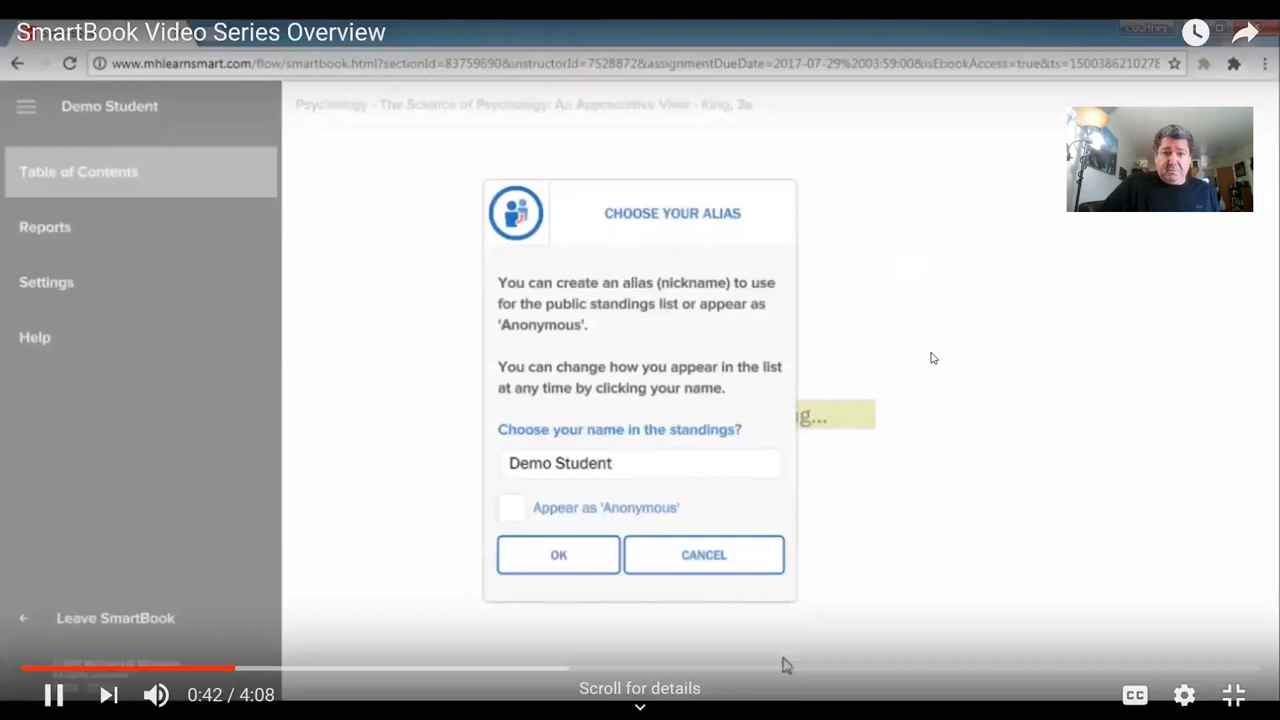 SmartBook Video Series Overview
Courtney
www.mhlearnsmart.com/flow/smartbook.html?sectionId=83759690&instructorId=7528872&assignmentDueDate=2017-07-29%2003:59:00&isEbookAccess=true&ts=1500386210278
Demo Student
Psychology - The Science of Psychology: An Appreciative View - King, 3e
Table of Contents
Reports
Settings
Help
CHOOSE YOUR ALIAS
You can create an alias (nickname) to use
for the public standings list or appear as
'Anonymous'.
You can change how you appear in the list
at any time by clicking your name.
Choose your name in the standings?
g...
Demo Student
Appear as 'Anonymous'
OK
CANCEL
Leave SmartBook
0:42 / 4:08
Scroll for details
CC